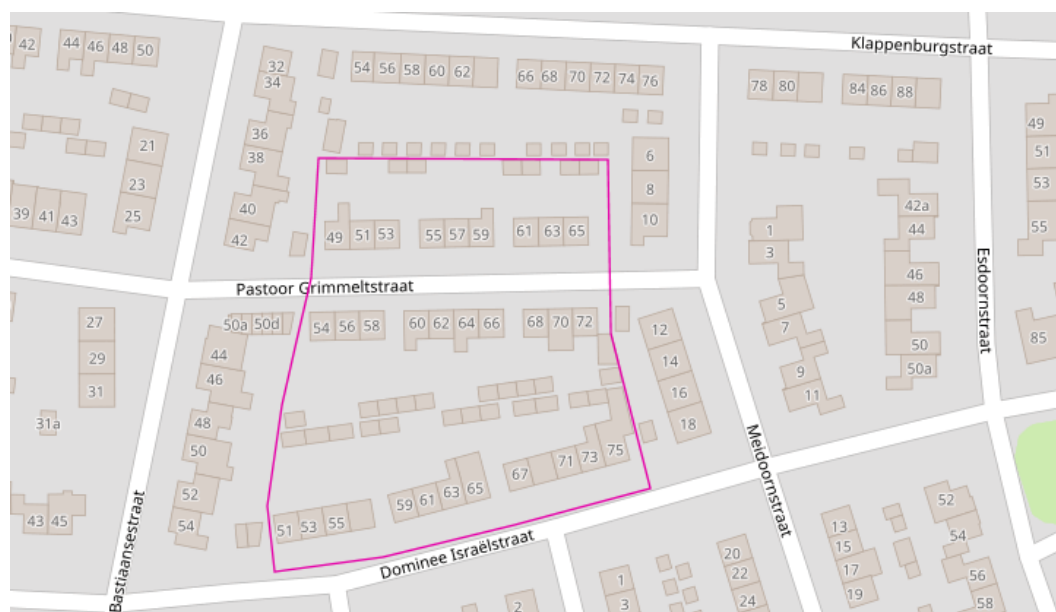 Klappenburgstraat
42
44 46 48 50
32
34
54 56 58 60 62
66 68 70 72 74 76
78 80
84 86 88
21
23
25
36
38
40
42
6
8
10
49
51
53
55
39 41 43
49 51 53
55 57 59
61 63 65
1
3
5
7
9
11
42a
44
46
48
50
50a
Esdoornstraat
85
Pastoor Grimmeltstraat
27
29
31
31a
50a 50d
54 56 58
60 62 64 66
68 70 72
12
14
16
18
44
46
48
50
52
54
43 45
Bastiaansestraat
51 53 55
59 61 63 65
67 71 73 75
Meidoornstraat
Dominee Israëlstraat
1
3
2
20
22
24
13
15
17
19
52
54
56
58